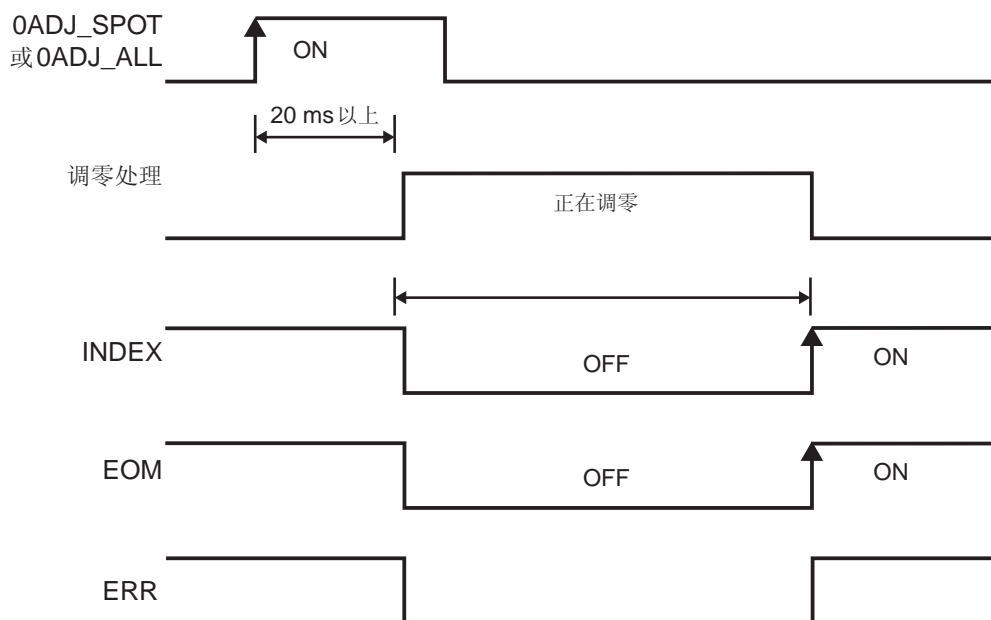 0ADJ_SPOT
或0ADJ_ALL
ON
20 ms以上
调零处理
正在调零
INDEX
OFF
ON
EOM
OFF
ON
ERR